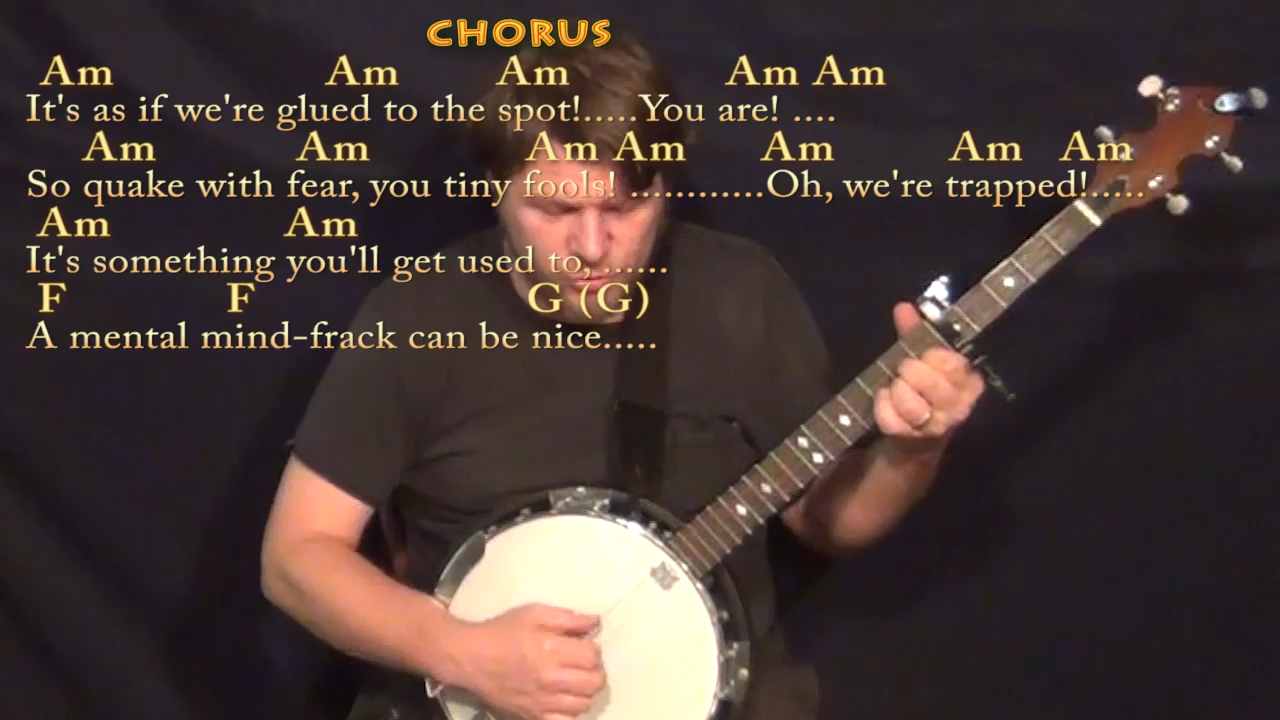 CHORUS
Am Am Am Am Am
It's as if we're glued to the spot!.....You are! ....
Am Am Am Am Am Am Am
So quake with fear, you tiny fools! ............Oh, we're trapped!.....
Am Am
It's something you'll get used to, ......
F F G (G)
A mental mind-frack can be nice.....